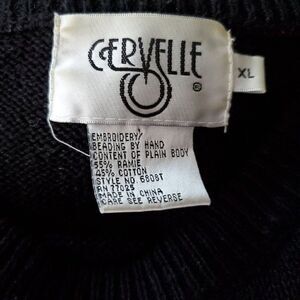 CERVELLE
®
XL
EMBROIDERY/
BEADING BY HAND
CONTENT OF PLAIN BODY
55% RAMIE
45% COTTON
STYLE NO. 6808T
RN 77025
MADE IN CHINA
CARE SEE REVERSE